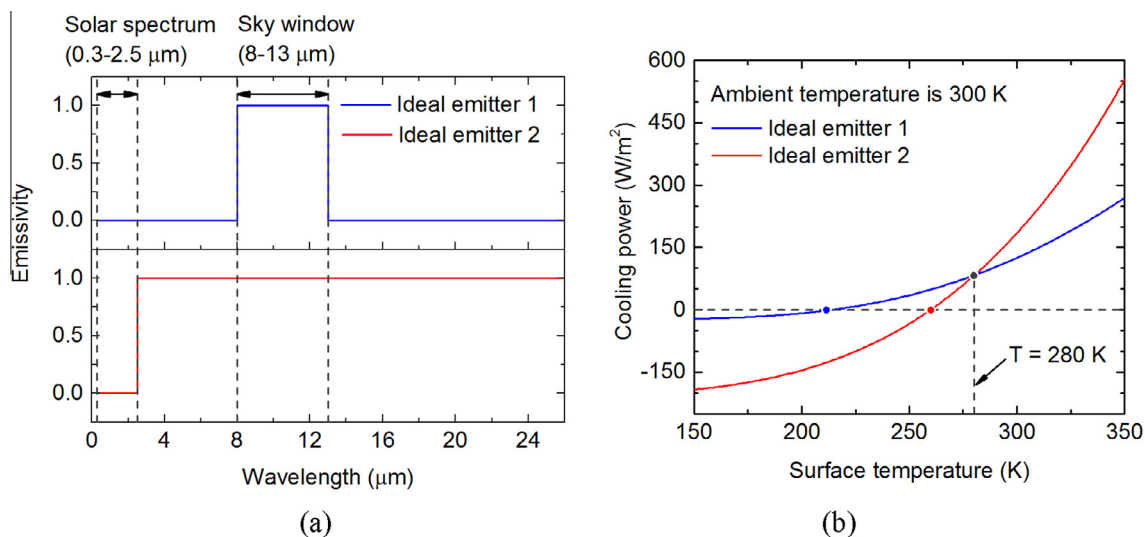 Solar spectrum
(0.3-2.5 μm)
Sky window
(8-13 μm)
Emissivity
1.0
0.5
0.0
Ideal emitter 1
Ideal emitter 2
1.0
0.5
0.0
0 4 8 12 16 20 24
Wavelength (μm)
(a)
Cooling power (W/m²)
600
450
300
150
0
-150
Ambient temperature is 300 K
Ideal emitter 1
Ideal emitter 2
T = 280 K
150 200 250 300 350
Surface temperature (K)
(b)